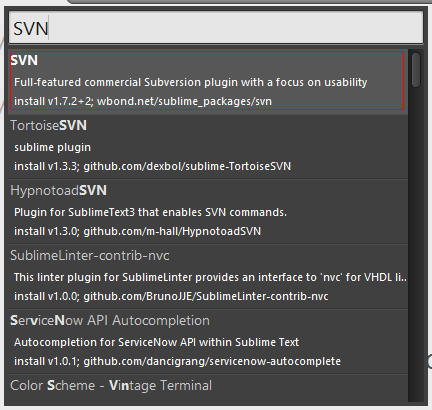 SVN
SVN
Full-featured commercial Subversion plugin with a focus on usability
install v1.7.2+2; wbond.net/sublime_packages/svn
TortoiseSVN
sublime plugin
install v1.3.3; github.com/dexbol/sublime-TortoiseSVN
HypnotoadSVN
Plugin for SublimeText3 that enables SVN commands.
install v1.3.0; github.com/m-hall/HypnotoadSVN
SublimeLinter-contrib-nvc
This linter plugin for SublimeLinter provides an interface to 'nvc' for VHDL li..
install v1.0.0; github.com/BrunoJJE/SublimeLinter-contrib-nvc
ServiceNow API Autocompletion
Autocompletion for ServiceNow API within Sublime Text
install v1.0.1; github.com/dancigrang/servicenow-autocomplete
Color Scheme - Vintage Terminal